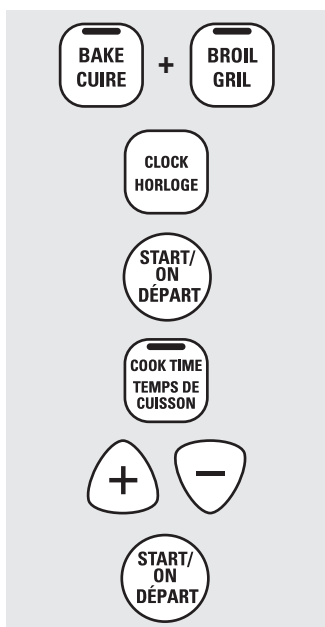 BAKE
CUIRE
+
BROIL
GRIL
CLOCK
HORLOGE
START/
ON
DÉPART
COOK TIME
TEMPS DE
CUISSON
+ −
START/
ON
DÉPART